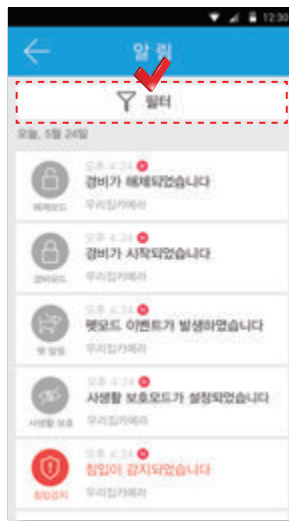 12:30
알림
필터
오늘, 5월 24일
오후 4:24 N
경비가 해제되었습니다
해제모드
우리집카메라
오후 4:24 N
경비가 시작되었습니다
경비모드
우리집카메라
오후 4:24 N
펫모드 이벤트가 발생하였습니다
펫 알림
우리집카메라
오후 4:24 N
사생활 보호모드가 설정되었습니다
사생활 보호
우리집카메라
오후 4:24 N
침입이 감지되었습니다
침입감지
우리집카메라